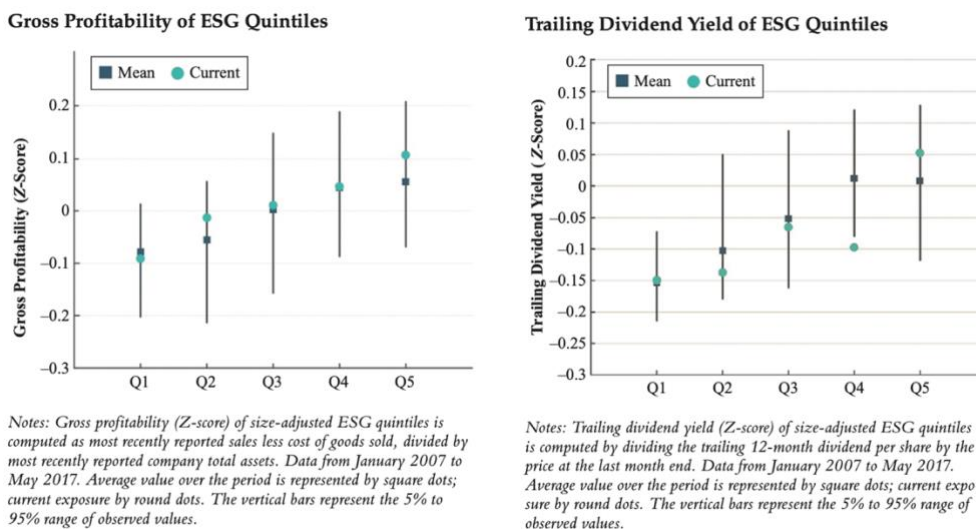 Gross Profitability of ESG Quintiles
Mean
Current
Gross Profitability (Z-Score)
0.2
0.1
0
–0.1
–0.2
–0.3
Q1
Q2
Q3
Q4
Q5
Notes: Gross profitability (Z-score) of size-adjusted ESG quintiles is
computed as most recently reported sales less cost of goods sold, divided by
most recently reported company total assets. Data from January 2007 to
May 2017. Average value over the period is represented by square dots;
current exposure by round dots. The vertical bars represent the 5% to
95% range of observed values.
Trailing Dividend Yield of ESG Quintiles
Mean
Current
Trailing Dividend Yield ( Z-Score)
0.2
0.15
0.1
0.05
0
–0.05
–0.1
–0.15
–0.2
–0.25
–0.3
Q1
Q2
Q3
Q4
Q5
Notes: Trailing dividend yield (Z-score) of size-adjusted ESG quintiles
is computed by dividing the trailing 12-month dividend per share by the
price at the last month end. Data from January 2007 to May 2017.
Average value over the period is represented by square dots; current expo
sure by round dots. The vertical bars represent the 5% to 95% range of
observed values.